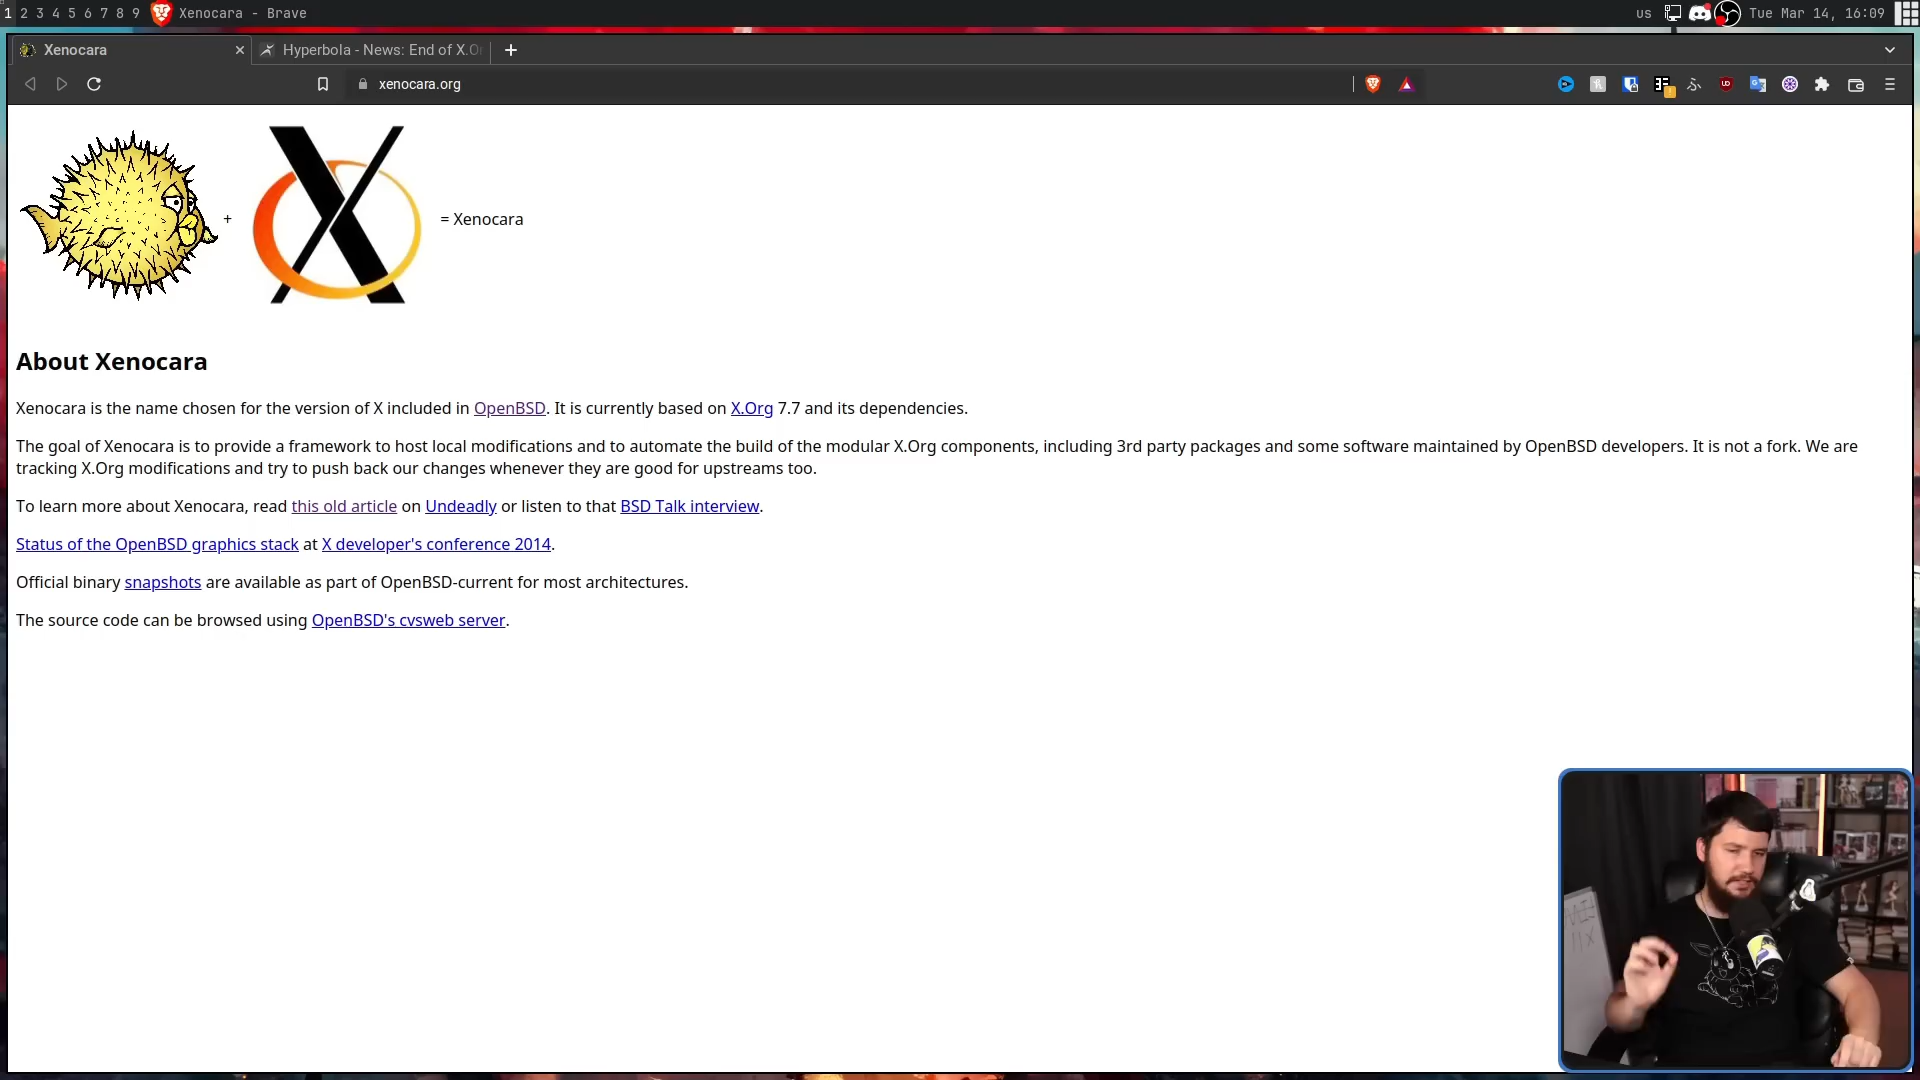 1 2 3 4 5 6 7 8 9 Xenocara - Brave us Tue Mar 14, 16:09
Xenocara Hyperbola - News: End of X.Or
xenocara.org
+ = Xenocara
About Xenocara
Xenocara is the name chosen for the version of X included in OpenBSD. It is currently based on X.Org 7.7 and its dependencies.
The goal of Xenocara is to provide a framework to host local modifications and to automate the build of the modular X.Org components, including 3rd party packages and some software maintained by OpenBSD developers. It is not a fork. We are
tracking X.Org modifications and try to push back our changes whenever they are good for upstreams too.
To learn more about Xenocara, read this old article on Undeadly or listen to that BSD Talk interview.
Status of the OpenBSD graphics stack at X developer's conference 2014.
Official binary snapshots are available as part of OpenBSD-current for most architectures.
The source code can be browsed using OpenBSD's cvsweb server.